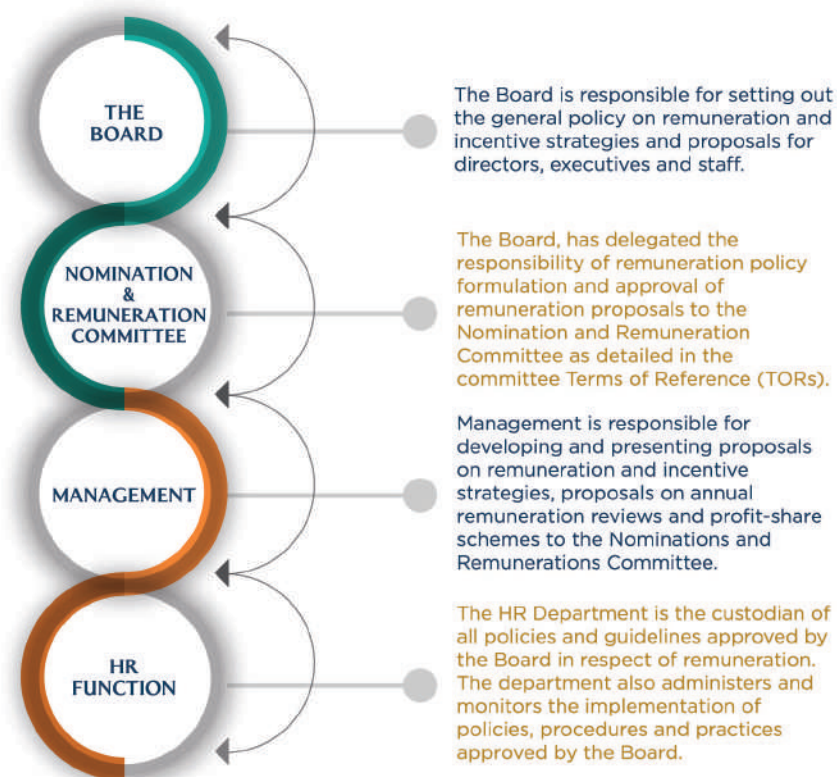 THE
BOARD
The Board is responsible for setting out
the general policy on remuneration and
incentive strategies and proposals for
directors, executives and staff.
NOMINATION
&
REMUNERATION
COMMITTEE
The Board, has delegated the
responsibility of remuneration policy
formulation and approval of
remuneration proposals to the
Nomination and Remuneration
Committee as detailed in the
committee Terms of Reference (TORs).
MANAGEMENT
Management is responsible for
developing and presenting proposals
on remuneration and incentive
strategies, proposals on annual
remuneration reviews and profit-share
schemes to the Nominations and
Remunerations Committee.
HR
FUNCTION
The HR Department is the custodian of
all policies and guidelines approved by
the Board in respect of remuneration.
The department also administers and
monitors the implementation of
policies, procedures and practices
approved by the Board.